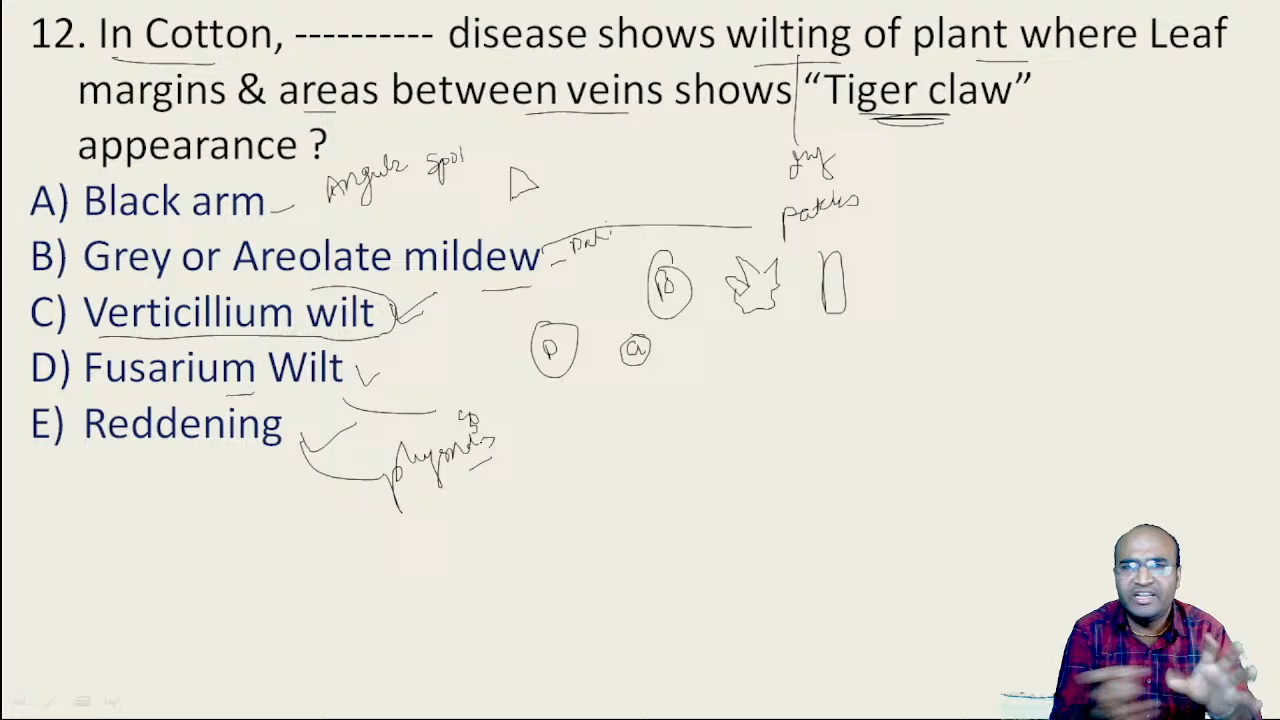 12. In Cotton, ---------- disease shows wilting of plant where Leaf
margins & areas between veins shows “Tiger claw”
appearance ?
Angular Spot
A) Black arm
B) Grey or Areolate mildew
C) Verticillium wilt
D) Fusarium Wilt
E) Reddening